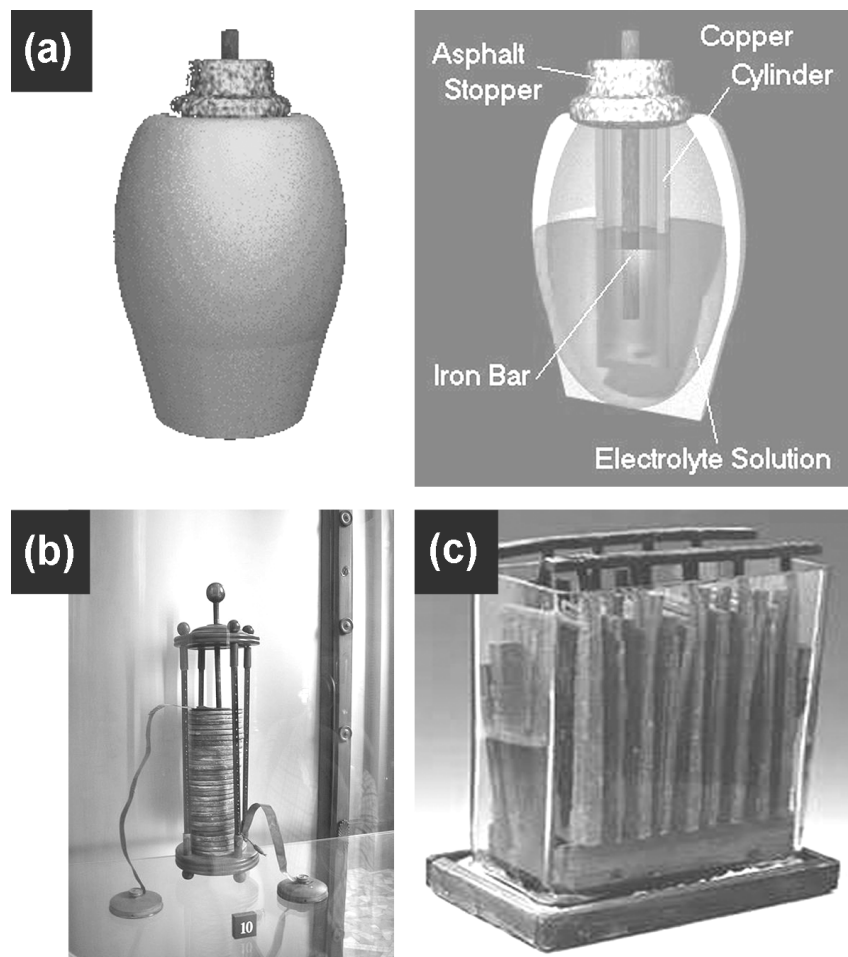 (a)
Asphalt
Stopper
Copper
Cylinder
Iron Bar
Electrolyte Solution
(b)
10
(c)